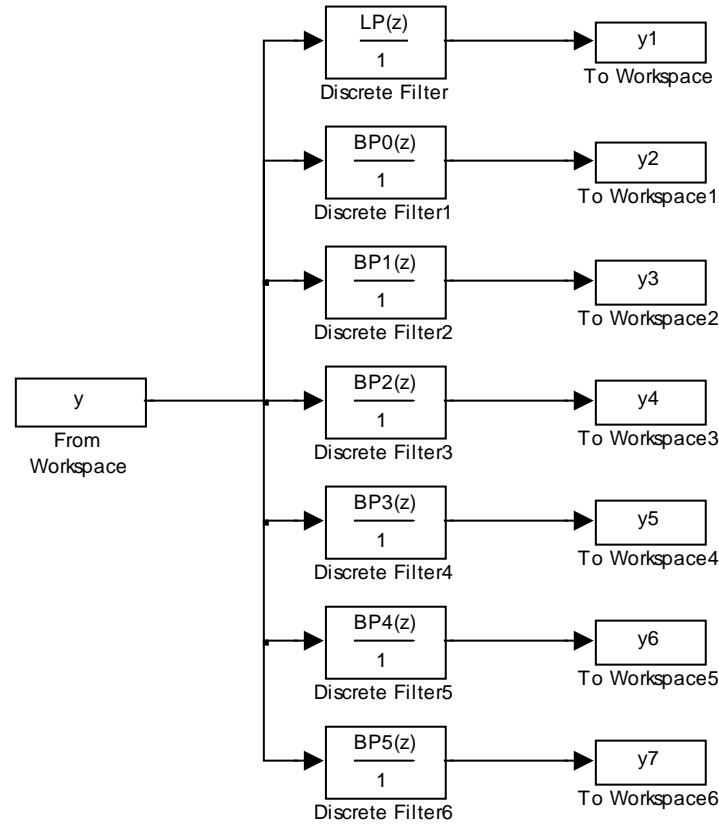 LP(z)
1
Discrete Filter
y1
To Workspace
BP0(z)
1
Discrete Filter1
y2
To Workspace1
BP1(z)
1
Discrete Filter2
y3
To Workspace2
y
From
Workspace
BP2(z)
1
Discrete Filter3
y4
To Workspace3
BP3(z)
1
Discrete Filter4
y5
To Workspace4
BP4(z)
1
Discrete Filter5
y6
To Workspace5
BP5(z)
1
Discrete Filter6
y7
To Workspace6